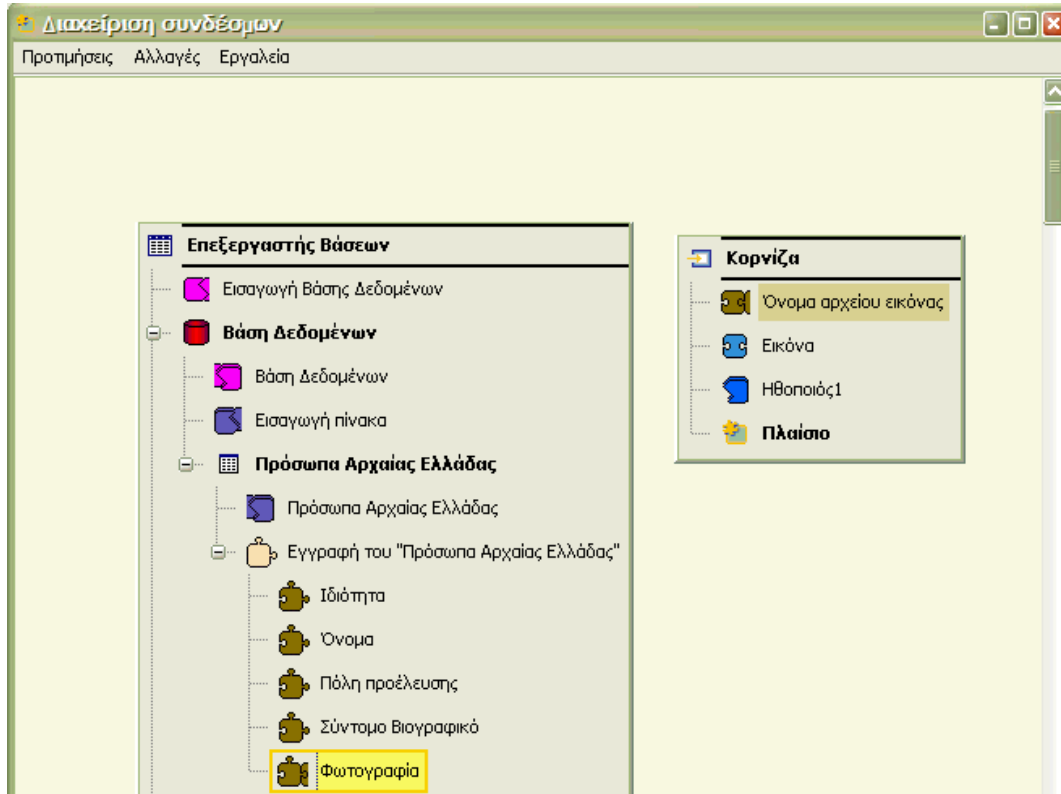 Διαχείριση συνδέσμων
Προτιμήσεις Αλλαγές Εργαλεία
Επεξεργαστής Βάσεων
Εισαγωγή Βάσης Δεδομένων
Βάση Δεδομένων
Βάση Δεδομένων
Εισαγωγή πίνακα
Πρόσωπα Αρχαίας Ελλάδας
Πρόσωπα Αρχαίας Ελλάδας
Εγγραφή του "Πρόσωπα Αρχαίας Ελλάδας"
Ιδιότητα
Όνομα
Πόλη προέλευσης
Σύντομο Βιογραφικό
Φωτογραφία
Κορνίζα
Όνομα αρχείου εικόνας
Εικόνα
Ηθοποιός1
Πλαίσιο